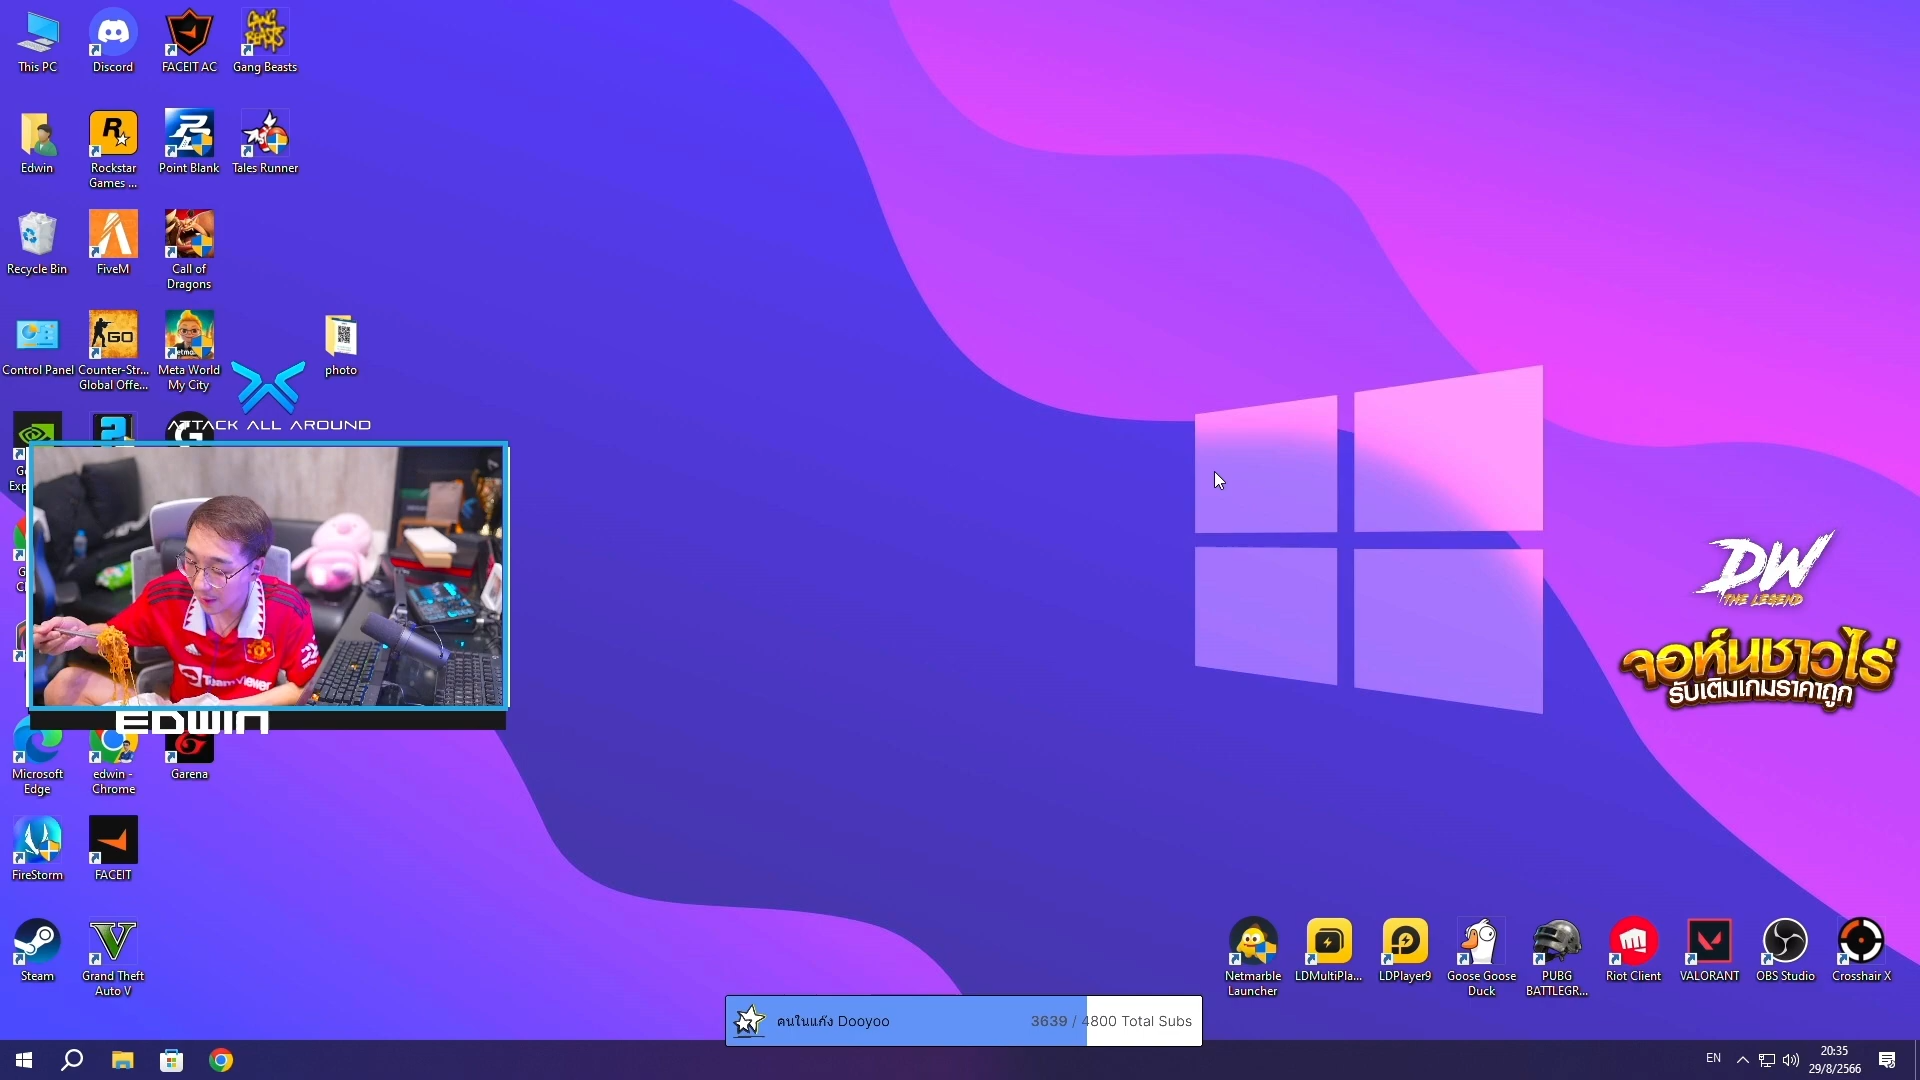 This PC
Discord
FACEIT AC
Gang Beasts
Edwin
Rockstar
Games ...
Point Blank
Tales Runner
Recycle Bin
FiveM
Call of
Dragons
Control Panel
Counter-Str...
Global Offe...
Meta World
My City
photo
ATTACK ALL AROUND
TeamViewer
EDWIN
Microsoft
Edge
edwin -
Chrome
Garena
FireStorm
FACEIT
Steam
Grand Theft
Auto V
DW
THE LEGEND
จอห์นชาวไร่
รับเติมเกมราคาถูก
Netmarble
Launcher
LDMultiPla...
LDPlayer9
Goose Goose
Duck
PUBG
BATTLEGR...
Riot Client
VALORANT
OBS Studio
Crosshair X
คนในแก๊ง Dooyoo
3639 / 4800 Total Subs
EN
20:35
29/8/2566